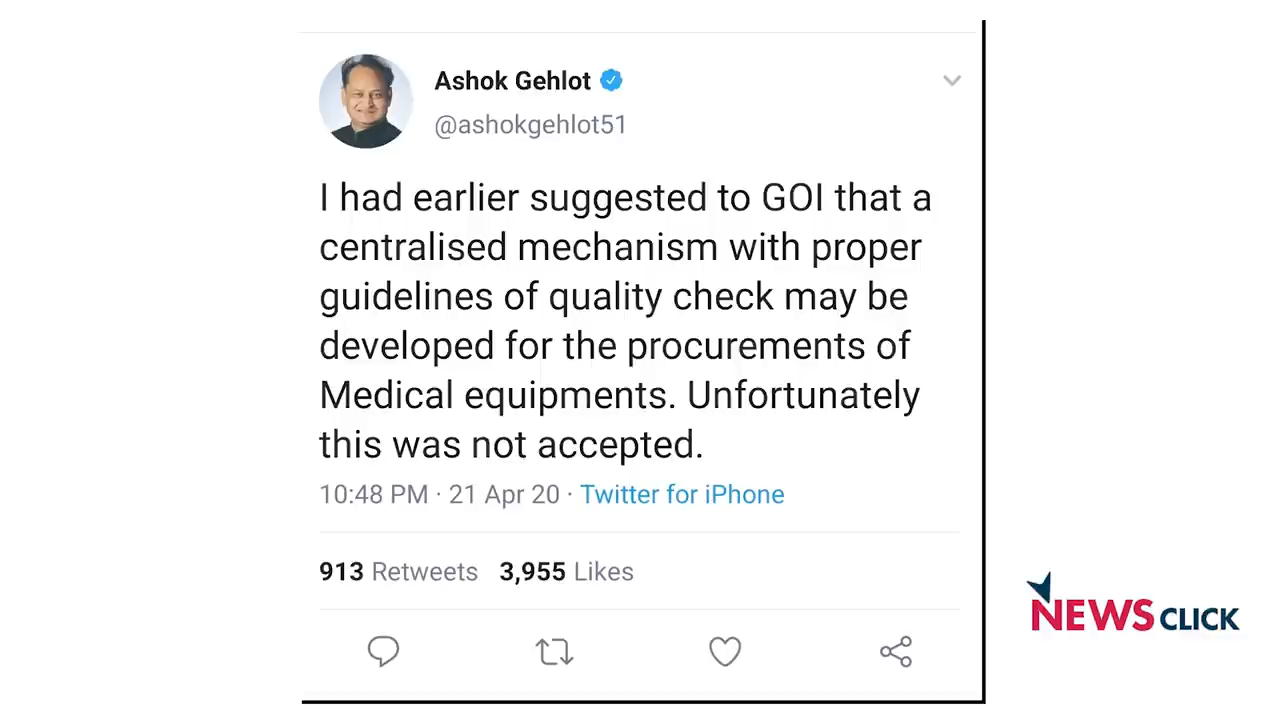 Ashok Gehlot
@ashokgehlot51
I had earlier suggested to GOI that a
centralised mechanism with proper
guidelines of quality check may be
developed for the procurements of
Medical equipments. Unfortunately
this was not accepted.
10:48 PM · 21 Apr 20 · Twitter for iPhone
913 Retweets 3,955 Likes
NEWSCLICK